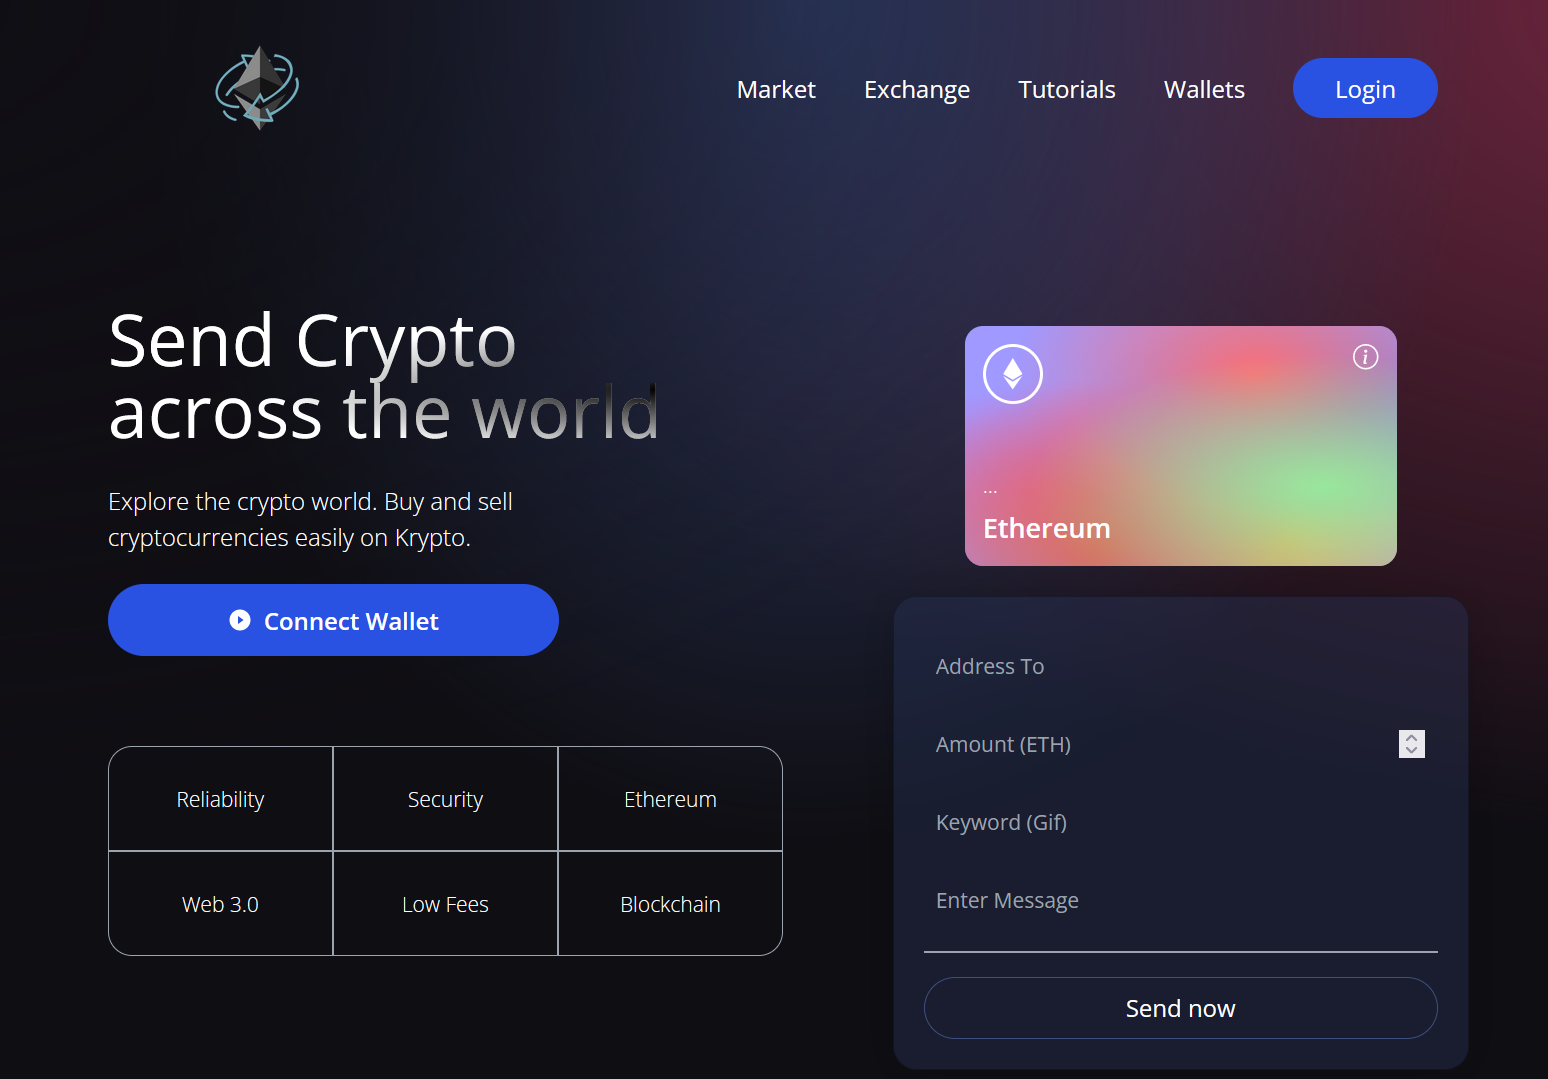 Market Exchange Tutorials Wallets Login
Send Crypto
across the world
Explore the crypto world. Buy and sell
cryptocurrencies easily on Krypto.
Connect Wallet
Reliability Security Ethereum
Web 3.0 Low Fees Blockchain
i
...
Ethereum
Address To
Amount (ETH)
Keyword (Gif)
Enter Message
Send now